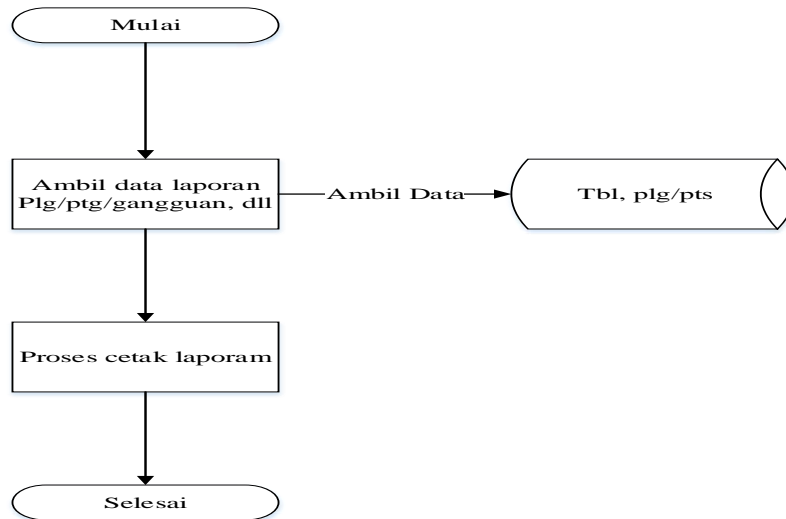 Mulai
Ambil data laporan
Plg/ptg/gangguan, dll
Ambil Data
Tbl, plg/pts
Proses cetak laporam
Selesai